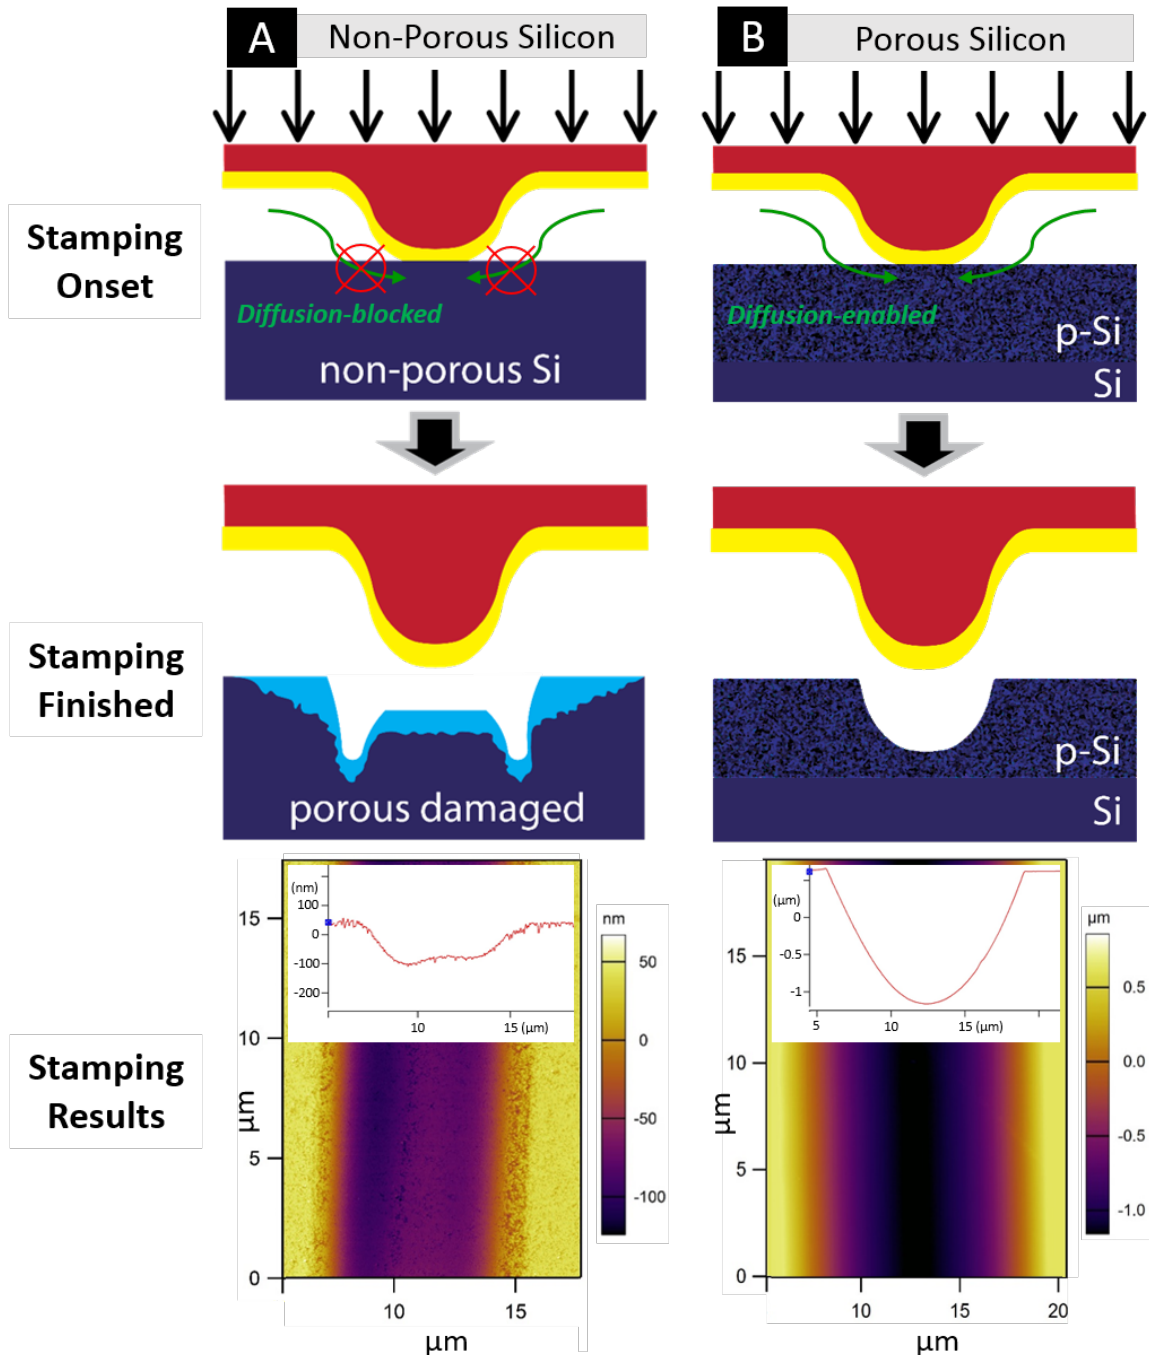 A
Non-Porous Silicon
B
Porous Silicon
Stamping
Onset
Diffusion-blocked
non-porous Si
Diffusion-enabled
p-Si
Si
Stamping
Finished
porous damaged
p-Si
Si
Stamping
Results
(nm)
100
0
-100
-200
10
15 (µm)
15
10
5
0
µm
10
15
µm
nm
50
0
-50
-100
(µm)
0
-0.5
-1
5
10
15 (µm)
15
10
5
0
µm
10
15
20
µm
µm
0.5
0.0
-0.5
-1.0